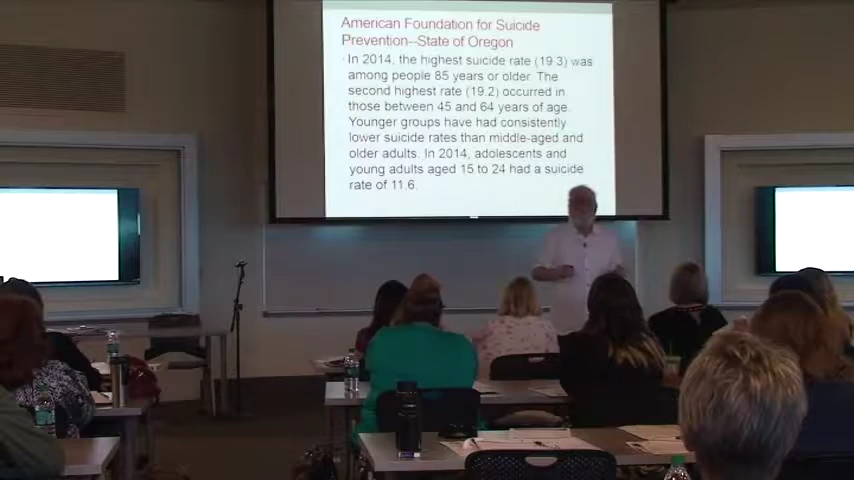 American Foundation for Suicide
Prevention--State of Oregon
In 2014, the highest suicide rate (19.3) was
among people 85 years or older. The
second highest rate (19.2) occurred in
those between 45 and 64 years of age.
Younger groups have had consistently
lower suicide rates than middle-aged and
older adults. In 2014, adolescents and
young adults aged 15 to 24 had a suicide
rate of 11.6.